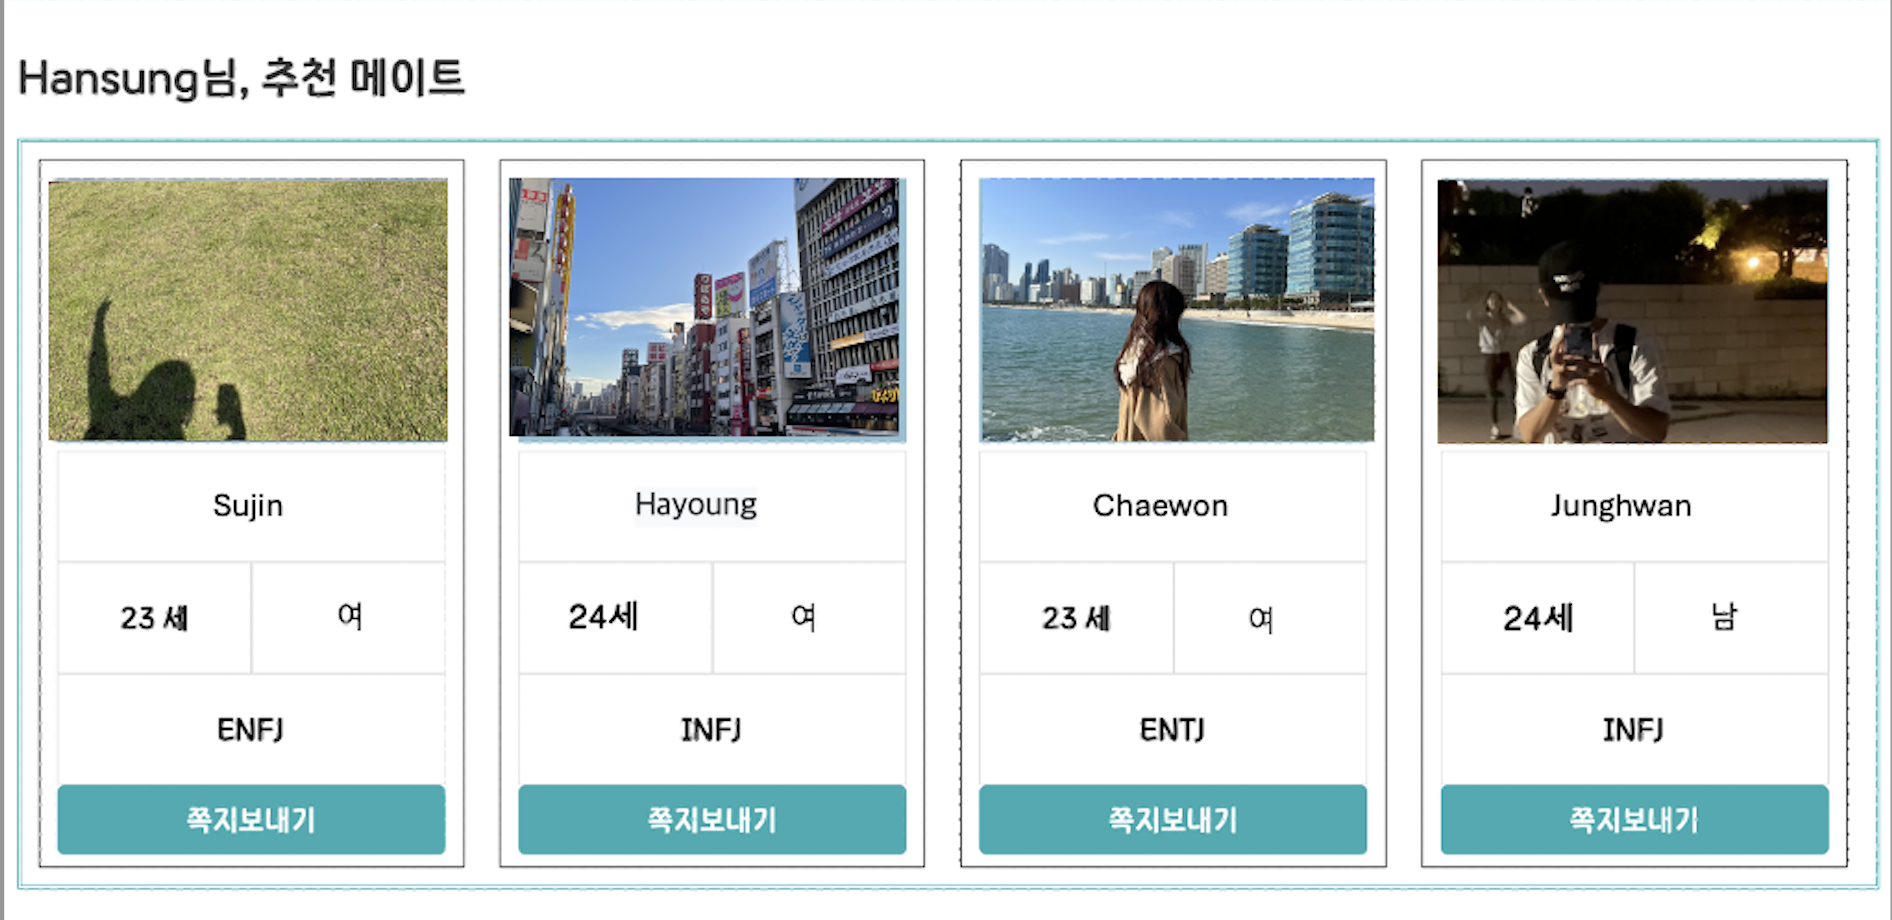 Hansung님, 추천 메이트
Sujin
23 세
여
ENFJ
쪽지보내기
Hayoung
24세
여
INFJ
쪽지보내기
Chaewon
23 세
여
ENTJ
쪽지보내기
Junghwan
24세
남
INFJ
쪽지보내기